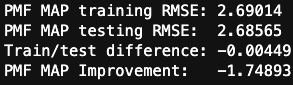 PMF MAP training RMSE: 2.69014
PMF MAP testing RMSE:  2.68565
Train/test difference: -0.00449
PMF MAP Improvement:   -1.74893